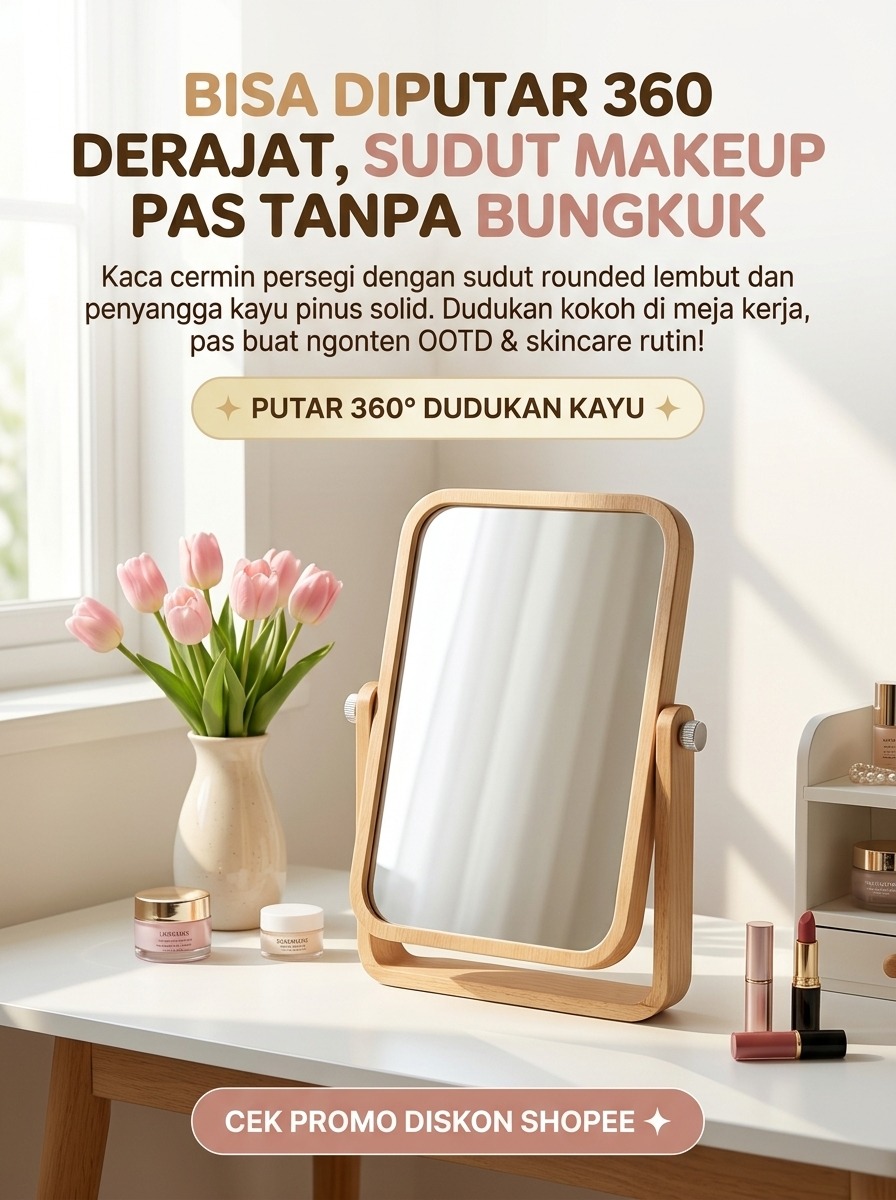 BISA DIPUTAR 360
DERAJAT, SUDUT MAKEUP
PAS TANPA BUNGKUK
Kaca cermin persegi dengan sudut rounded lembut dan
penyangga kayu pinus solid. Dudukan kokoh di meja kerja,
pas buat ngonten OOTD & skincare rutin!
✦ PUTAR 360° DUDUKAN KAYU ✦
CEK PROMO DISKON SHOPEE ✦